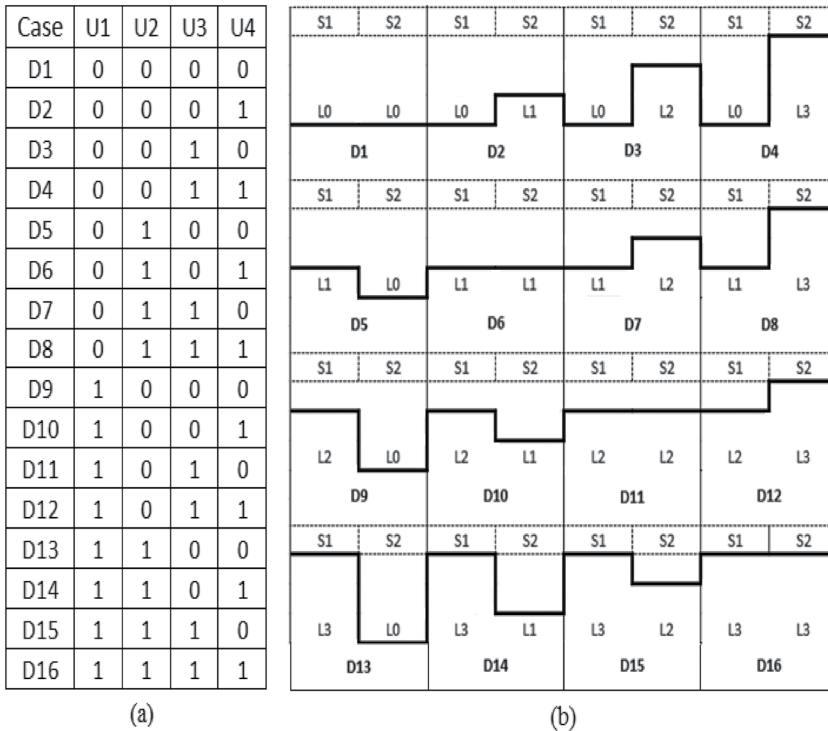 Case U1 U2 U3 U4
D1 0 0 0 0
D2 0 0 0 1
D3 0 0 1 0
D4 0 0 1 1
D5 0 1 0 0
D6 0 1 0 1
D7 0 1 1 0
D8 0 1 1 1
D9 1 0 0 0
D10 1 0 0 1
D11 1 0 1 0
D12 1 0 1 1
D13 1 1 0 0
D14 1 1 0 1
D15 1 1 1 0
D16 1 1 1 1
(a)
S1 S2 S1 S2 S1 S2 S1 S2
L0 L0 L0 L1 L0 L2 L0 L3
D1 D2 D3 D4
S1 S2 S1 S2 S1 S2 S1 S2
L1 L0 L1 L1 L1 L2 L1 L3
D5 D6 D7 D8
S1 S2 S1 S2 S1 S2 S1 S2
L2 L0 L2 L1 L2 L2 L2 L3
D9 D10 D11 D12
S1 S2 S1 S2 S1 S2 S1 S2
L3 L0 L3 L1 L3 L2 L3 L3
D13 D14 D15 D16
(b)